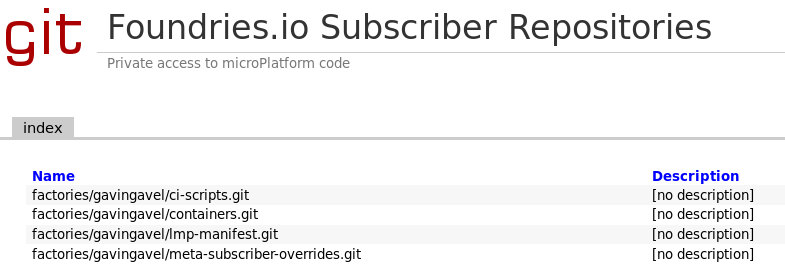 git
Foundries.io Subscriber Repositories
Private access to microPlatform code
index
Name Description
factories/gavingavel/ci-scripts.git [no description]
factories/gavingavel/containers.git [no description]
factories/gavingavel/lmp-manifest.git [no description]
factories/gavingavel/meta-subscriber-overrides.git [no description]